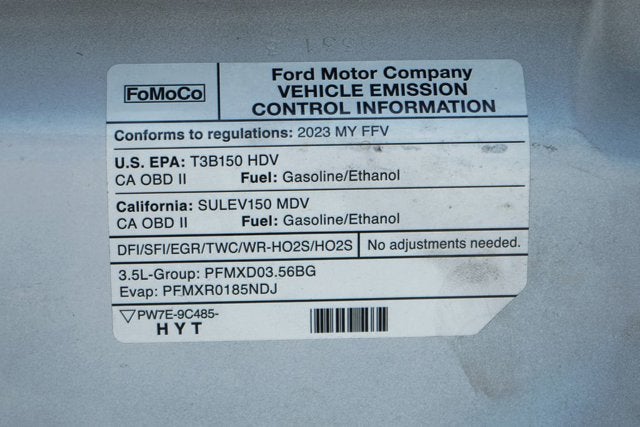 FoMoCo
Ford Motor Company
VEHICLE EMISSION
CONTROL INFORMATION
Conforms to regulations: 2023 MY FFV
U.S. EPA: T3B150 HDV
CA OBD II Fuel: Gasoline/Ethanol
California: SULEV150 MDV
CA OBD II Fuel: Gasoline/Ethanol
DFI/SFI/EGR/TWC/WR-HO2S/HO2S No adjustments needed.
3.5L-Group: PFMXD03.56BG
Evap: PFMXR0185NDJ
PW7E-9C485-
HYT